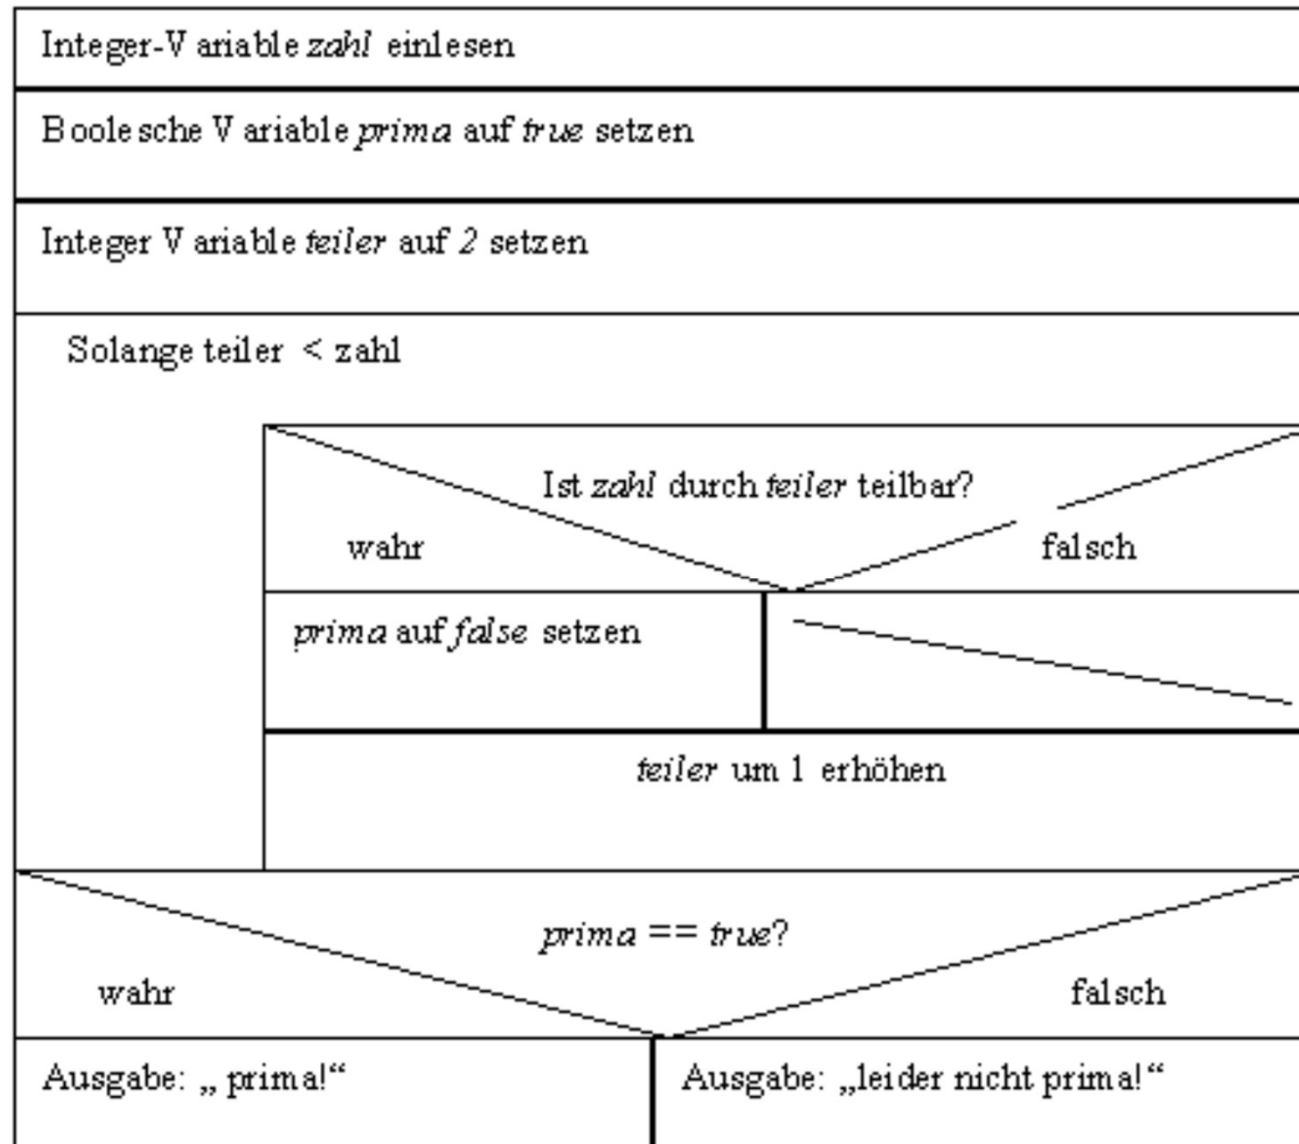 Integer-Variable zahl einlesen
Boolesche Variable prima auf true setzen
Integer Variable teiler auf 2 setzen
Solange teiler < zahl
Ist zahl durch teiler teilbar?
wahr falsch
prima auf false setzen
teiler um 1 erhöhen
prima == true?
wahr falsch
Ausgabe: „ prima!“ Ausgabe: „leider nicht prima!“